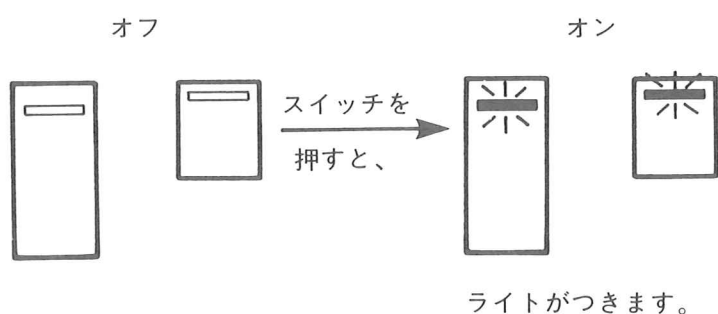 オフ
オン
スイッチを
押すと、
ライトがつきます。